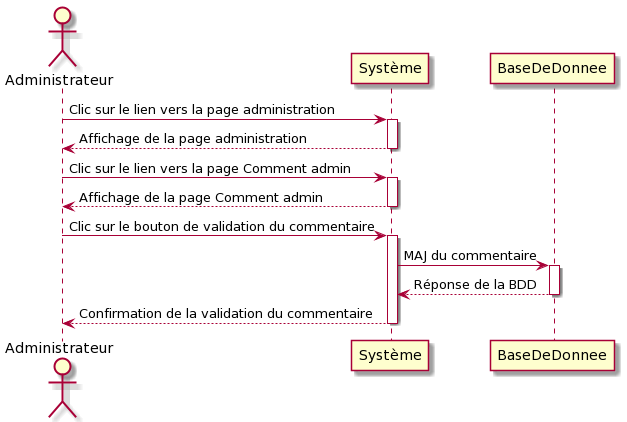 Administrateur
Système
BaseDeDonnee
Clic sur le lien vers la page administration
Affichage de la page administration
Clic sur le lien vers la page Comment admin
Affichage de la page Comment admin
Clic sur le bouton de validation du commentaire
MAJ du commentaire
Réponse de la BDD
Confirmation de la validation du commentaire
Administrateur
Système
BaseDeDonnee